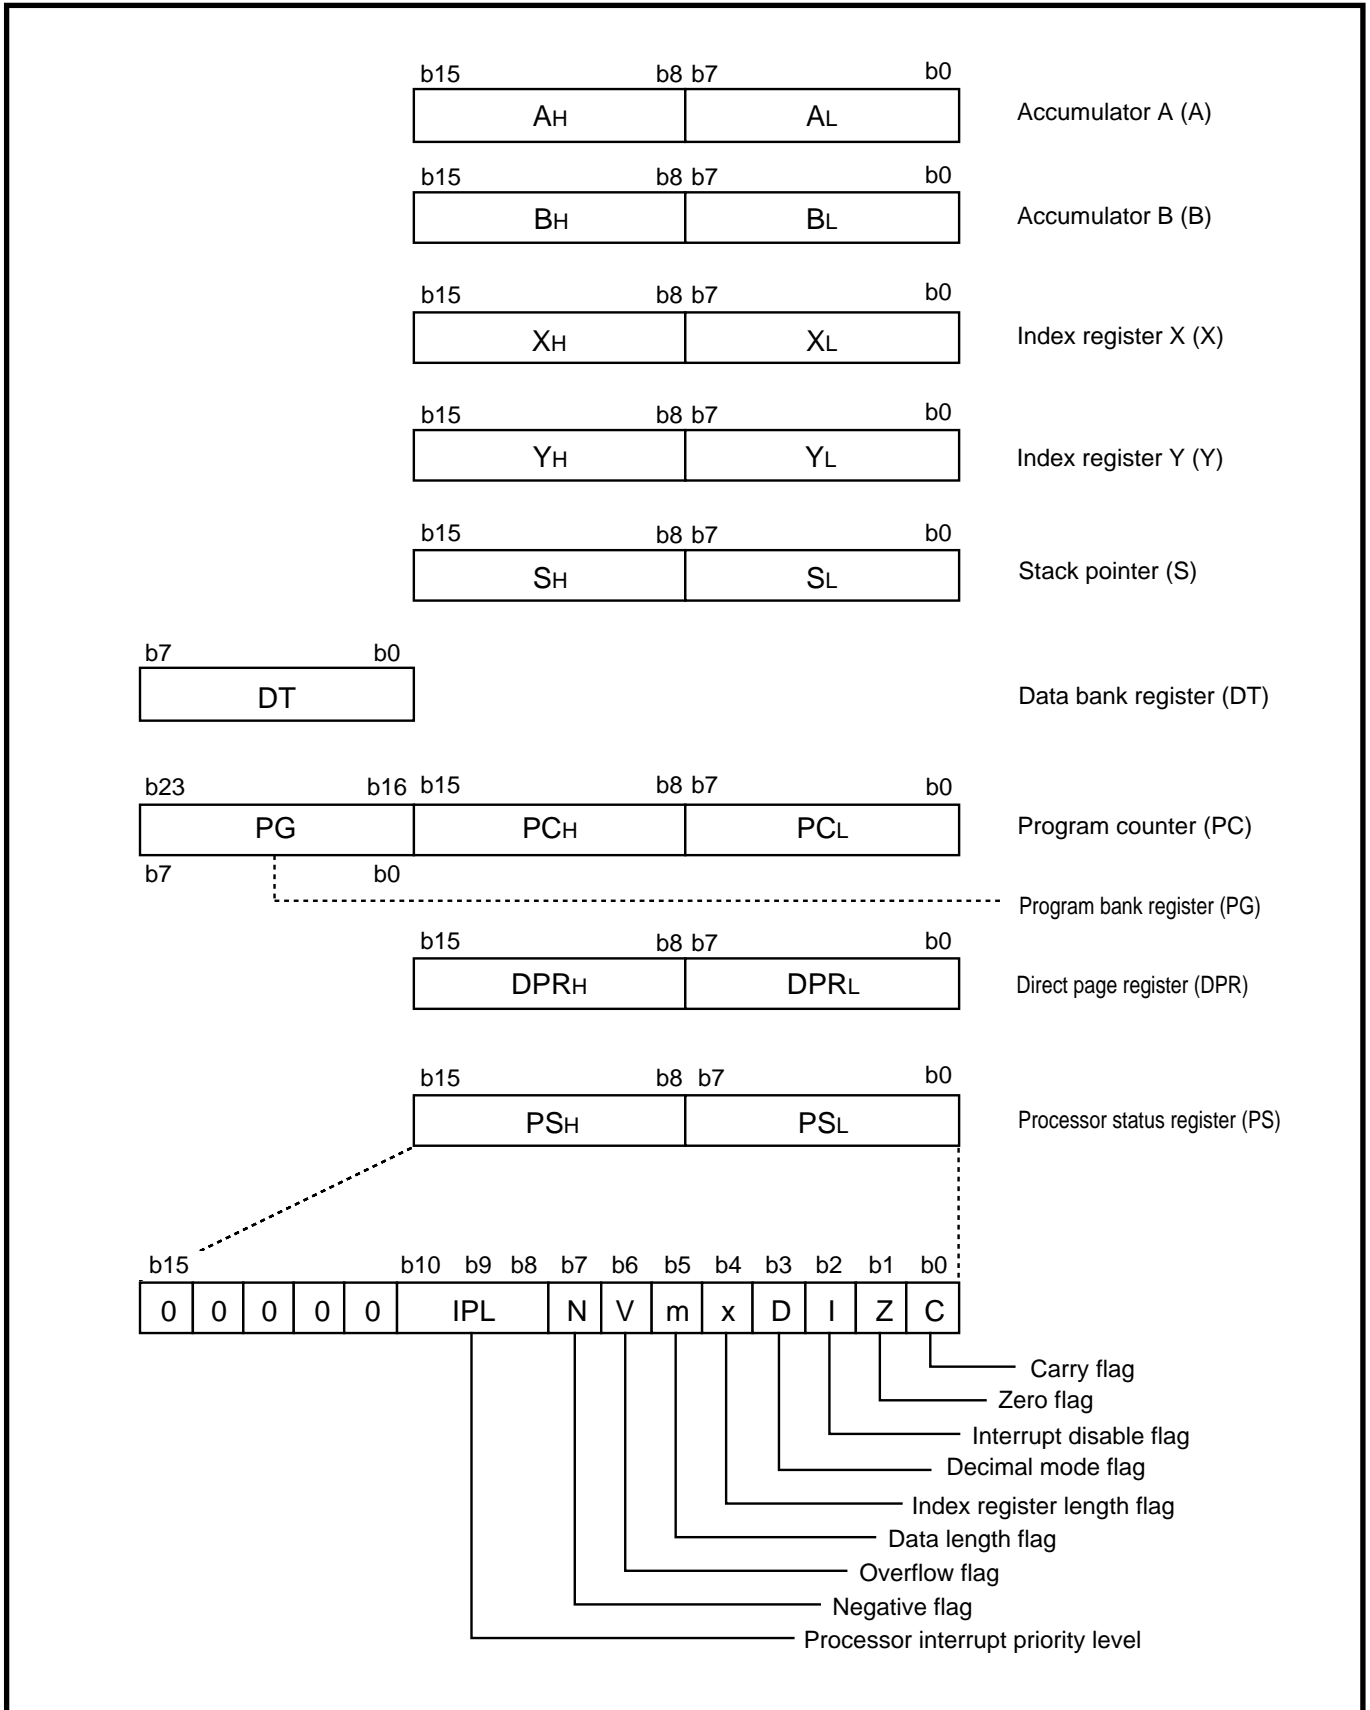 b15 b8 b7 b0
AH AL Accumulator A (A)
b15 b8 b7 b0
BH BL Accumulator B (B)
b15 b8 b7 b0
XH XL Index register X (X)
b15 b8 b7 b0
YH YL Index register Y (Y)
b15 b8 b7 b0
SH SL Stack pointer (S)
b7 b0
DT Data bank register (DT)
b23 b16 b15 b8 b7 b0
PG PCH PCL Program counter (PC)
b7 b0
Program bank register (PG)
b15 b8 b7 b0
DPRH DPRL Direct page register (DPR)
b15 b8 b7 b0
PSH PSL Processor status register (PS)
b15 b10 b9 b8 b7 b6 b5 b4 b3 b2 b1 b0
0 0 0 0 0 IPL N V m x D I Z C
Carry flag
Zero flag
Interrupt disable flag
Decimal mode flag
Index register length flag
Data length flag
Overflow flag
Negative flag
Processor interrupt priority level